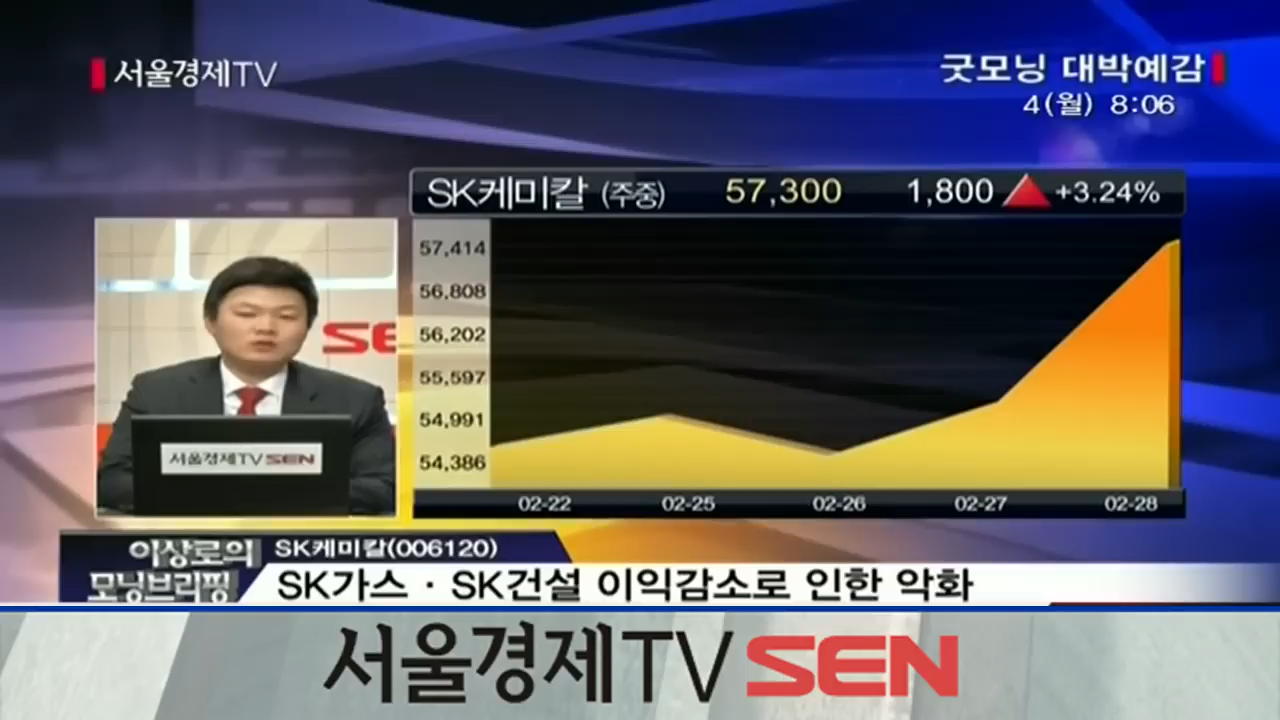 서울경제TV
굿모닝 대박예감
4(월) 8:06
SK케미칼 (주중) 57,300 1,800 ▲ +3.24%
57,414
56,808
56,202
55,597
54,991
54,386
02-22 02-25 02-26 02-27 02-28
SE
서울경제TV SEN
이상로의
모닝브리핑
SK케미칼(006120)
SK가스 · SK건설 이익감소로 인한 악화
서울경제TV SEN